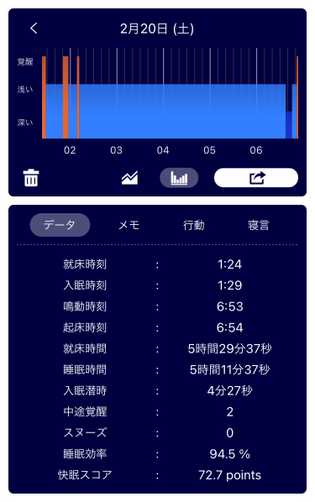 2月20日 (土)
覚醒
浅い
深い
02 03 04 05 06
データ メモ 行動 寝言
就床時刻 : 1:24
入眠時刻 : 1:29
鳴動時刻 : 6:53
起床時刻 : 6:54
就床時間 : 5時間29分37秒
睡眠時間 : 5時間11分37秒
入眠潜時 : 4分27秒
中途覚醒 : 2
スヌーズ : 0
睡眠効率 : 94.5 %
快眠スコア : 72.7 points